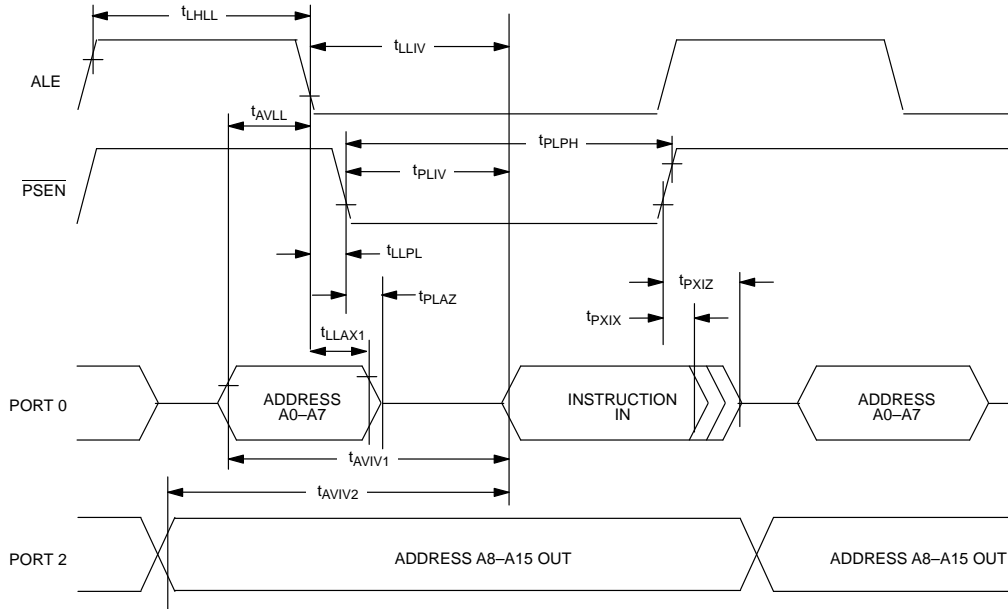 tLHLL
tLLIV
ALE
tAVLL
tPLPH
tPLIV
PSEN
tLLPL
tPLAZ
tPXIZ
tPXIX
tLLAX1
PORT 0
ADDRESS
A0–A7
INSTRUCTION
IN
ADDRESS
A0–A7
tAVIV1
tAVIV2
PORT 2
ADDRESS A8–A15 OUT
ADDRESS A8–A15 OUT